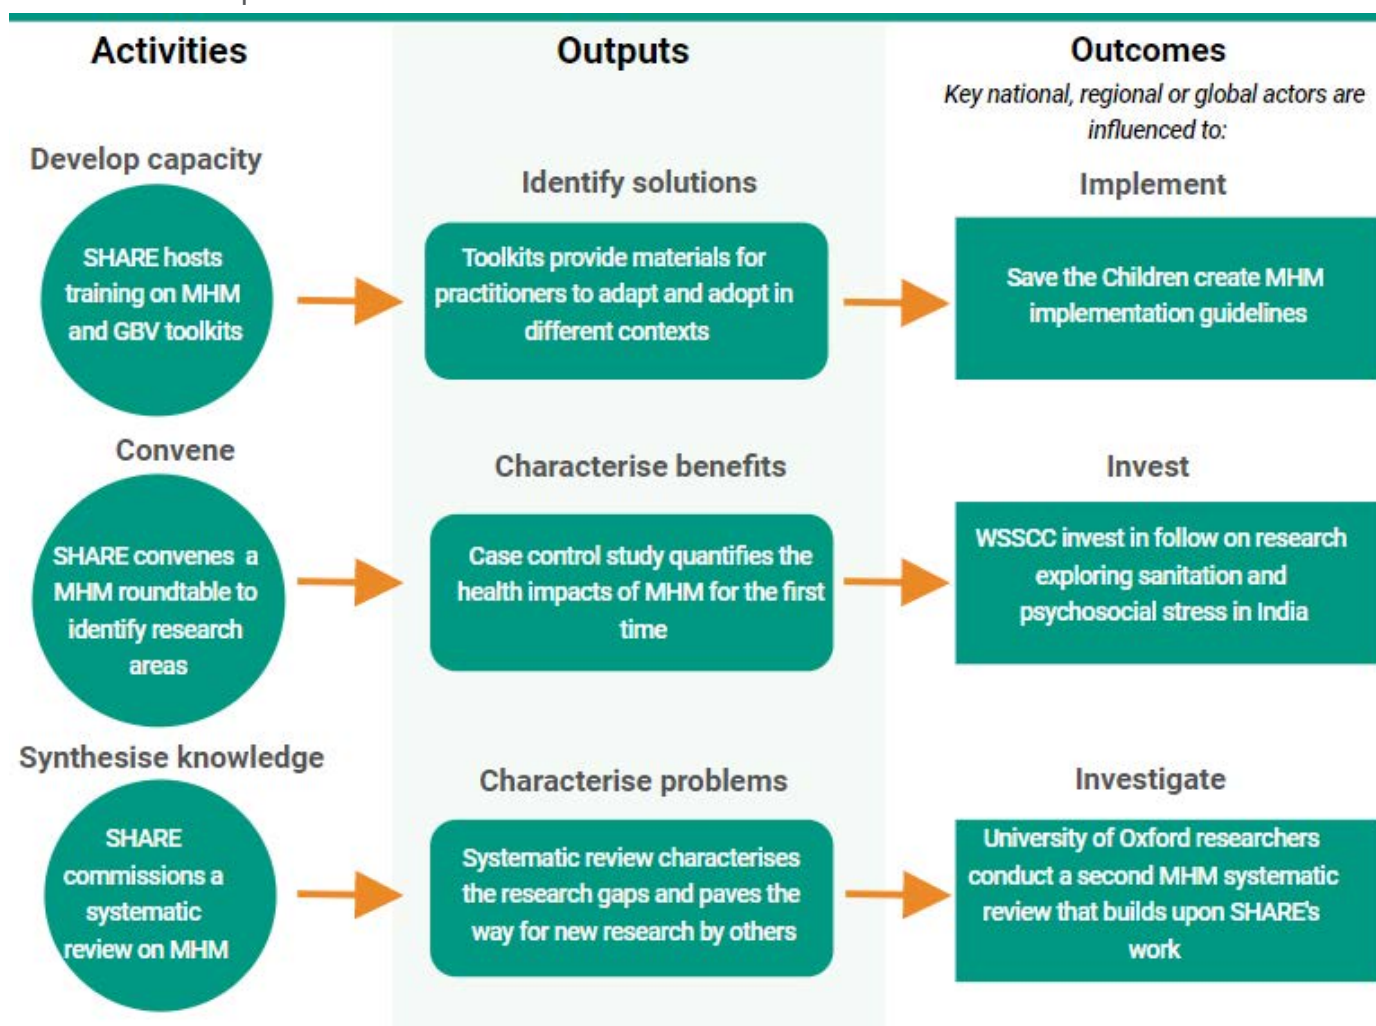 Activities
Outputs
Outcomes
Key national, regional or global actors are
influenced to:
Develop capacity
Identify solutions
Implement
SHARE hosts
training on MHM
and GBV toolkits
Toolkits provide materials for
practitioners to adapt and adopt in
different contexts
Save the Children create MHM
implementation guidelines
Convene
Characterise benefits
Invest
SHARE convenes a
MHM roundtable to
identify research
areas
Case control study quantifies the
health impacts of MHM for the first
time
WSSCC invest in follow on research
exploring sanitation and
psychosocial stress in India
Synthesise knowledge
Characterise problems
Investigate
SHARE
commissions a
systematic
review on MHM
Systematic review characterises
the research gaps and paves the
way for new research by others
University of Oxford researchers
conduct a second MHM systematic
review that builds upon SHARE's
work